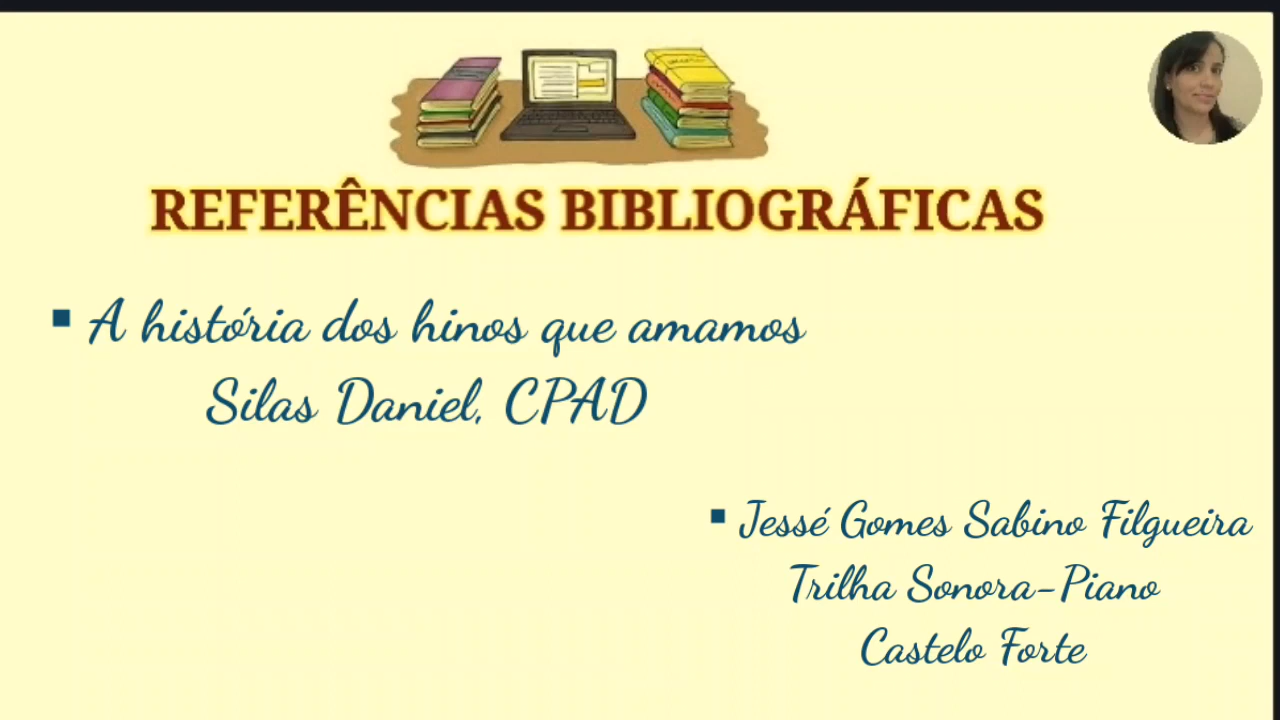 REFERÊNCIAS BIBLIOGRÁFICAS
▪ A história dos hinos que amamos
Silas Daniel, CPAD
▪ Jessé Gomes Sabino Filgueira
Trilha Sonora-Piano
Castelo Forte